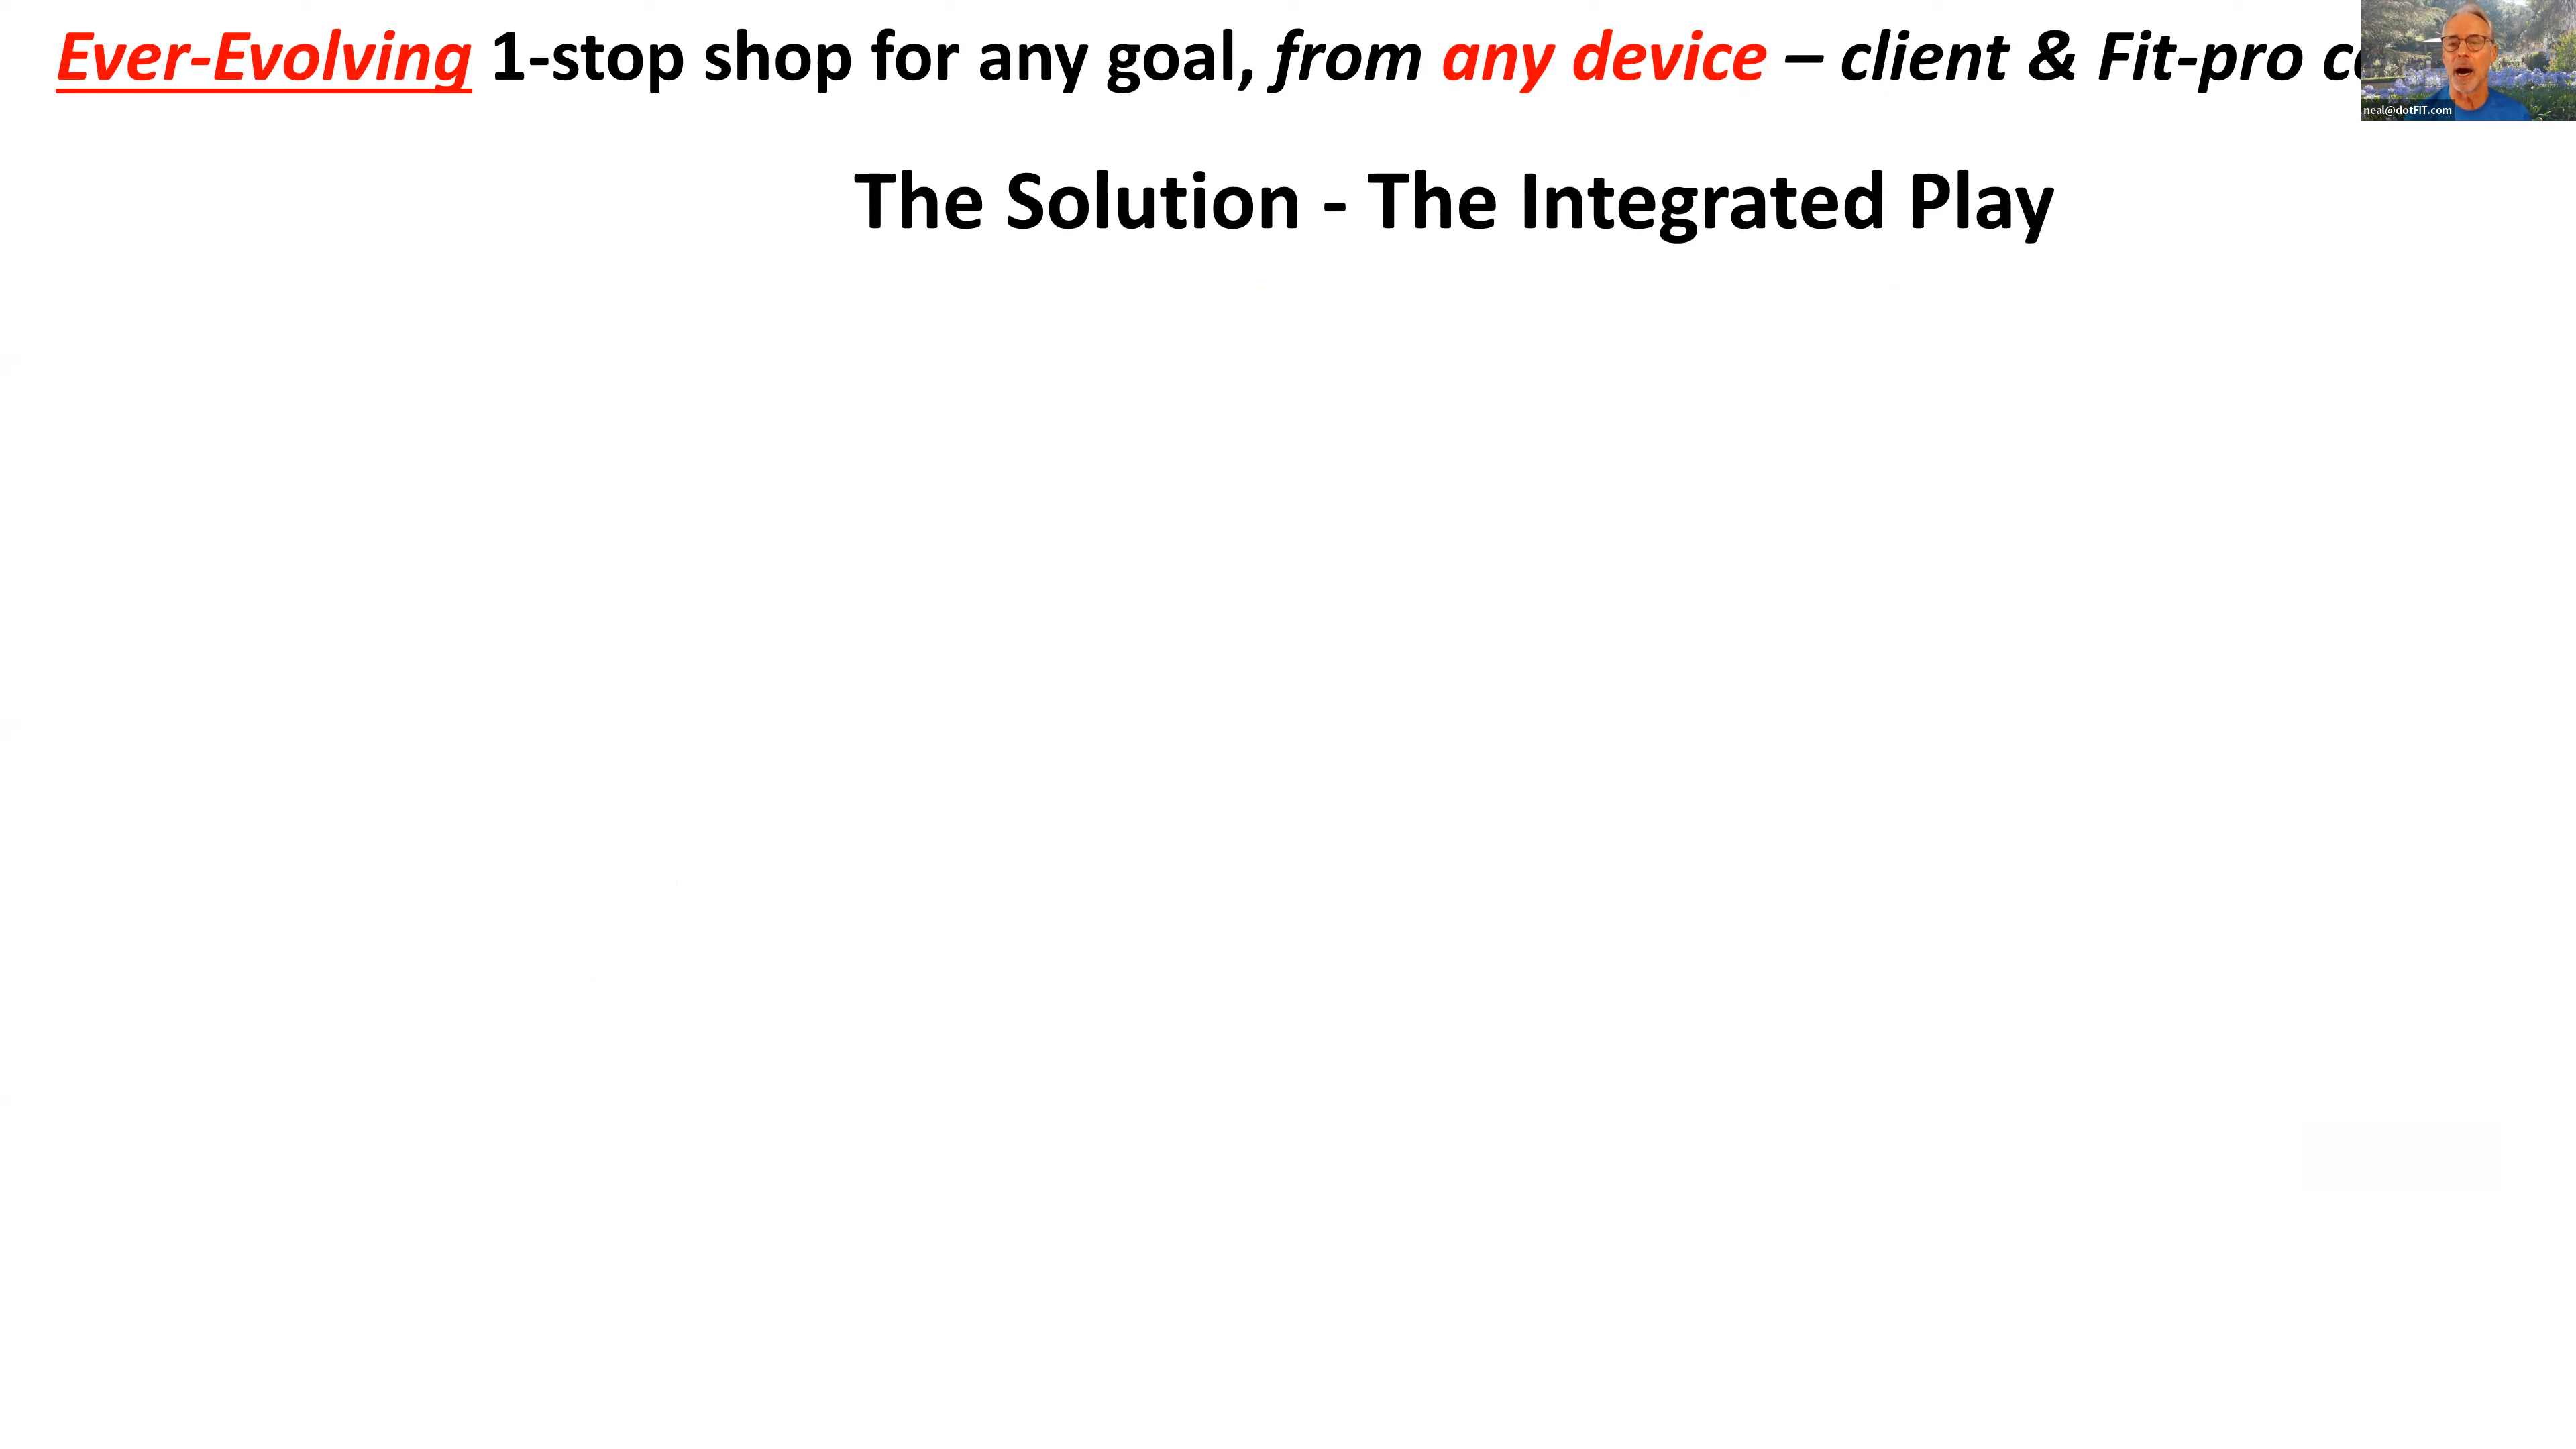 Ever-Evolving 1-stop shop for any goal, from any device – client & Fit-pro
neal@dotFIT.com
The Solution - The Integrated Play